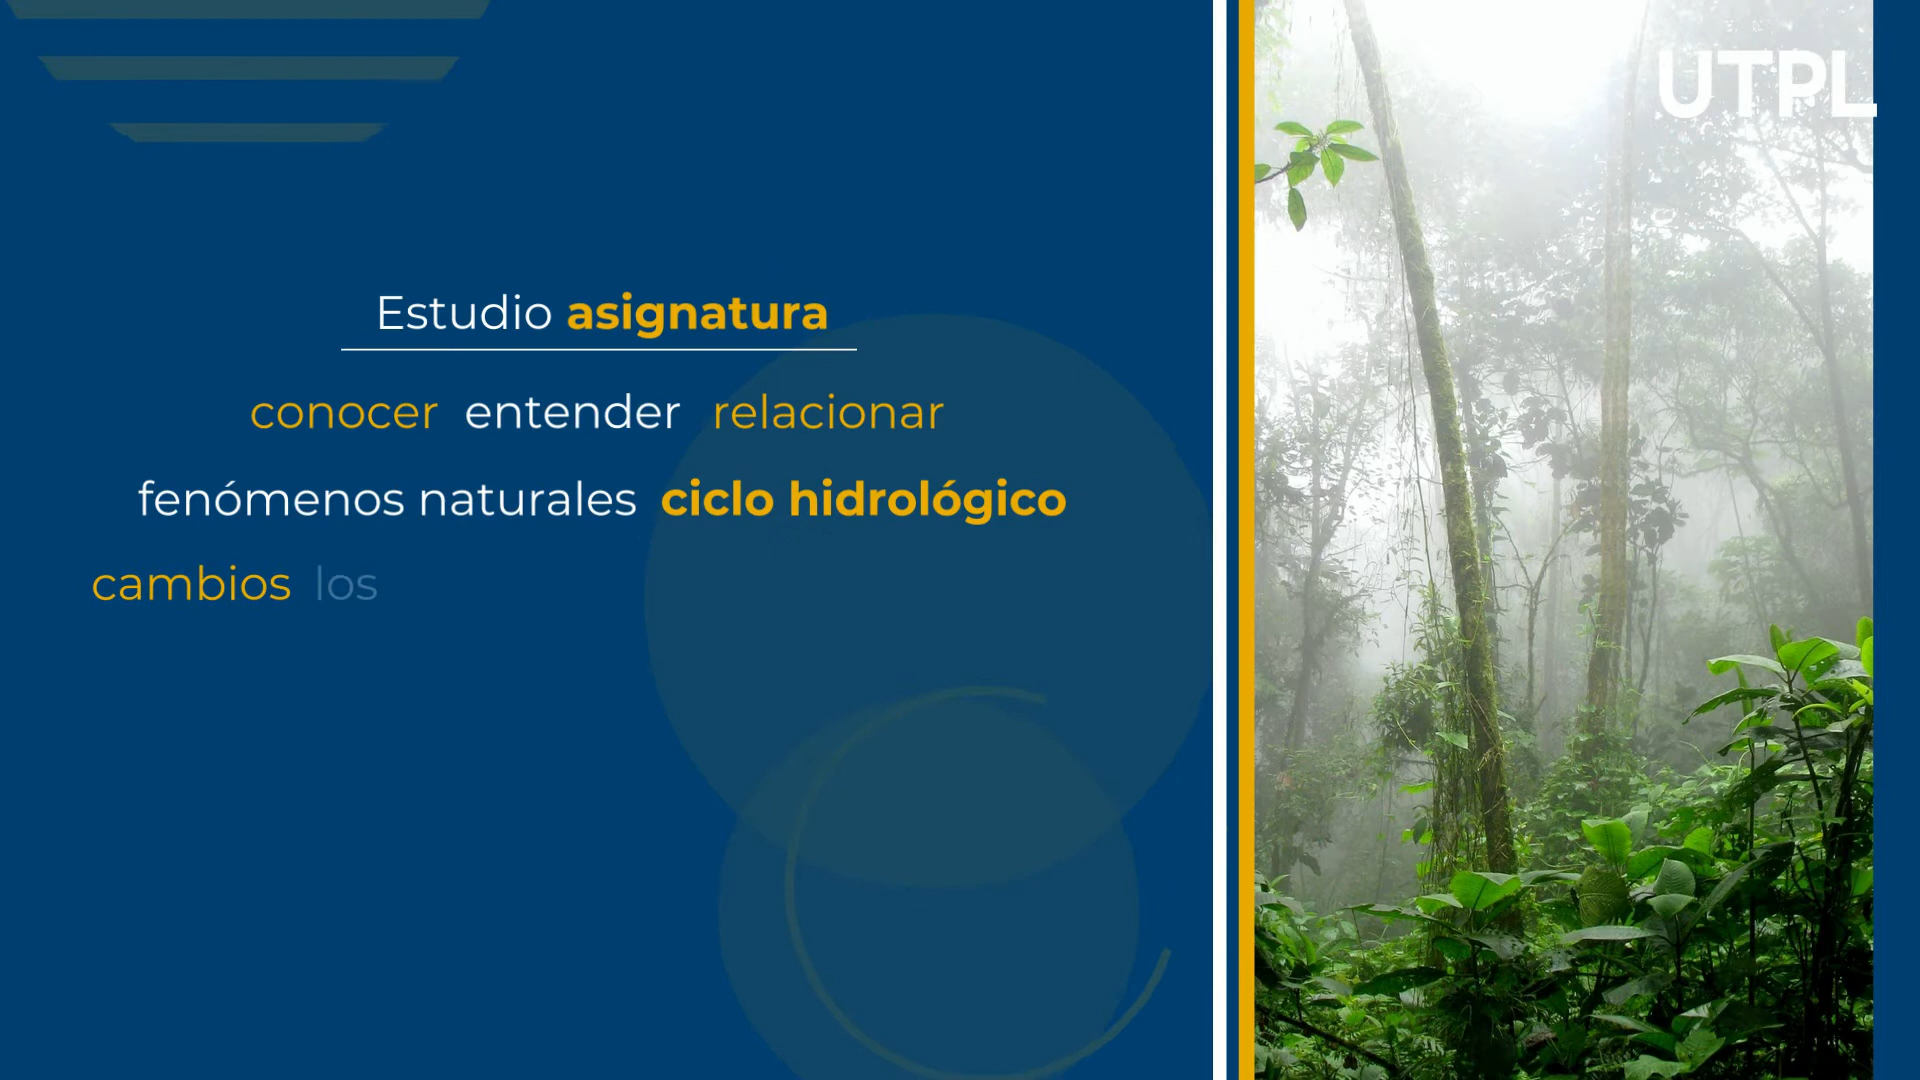 Estudio asignatura
conocer entender relacionar
fenómenos naturales ciclo hidrológico
cambios los
UTPL